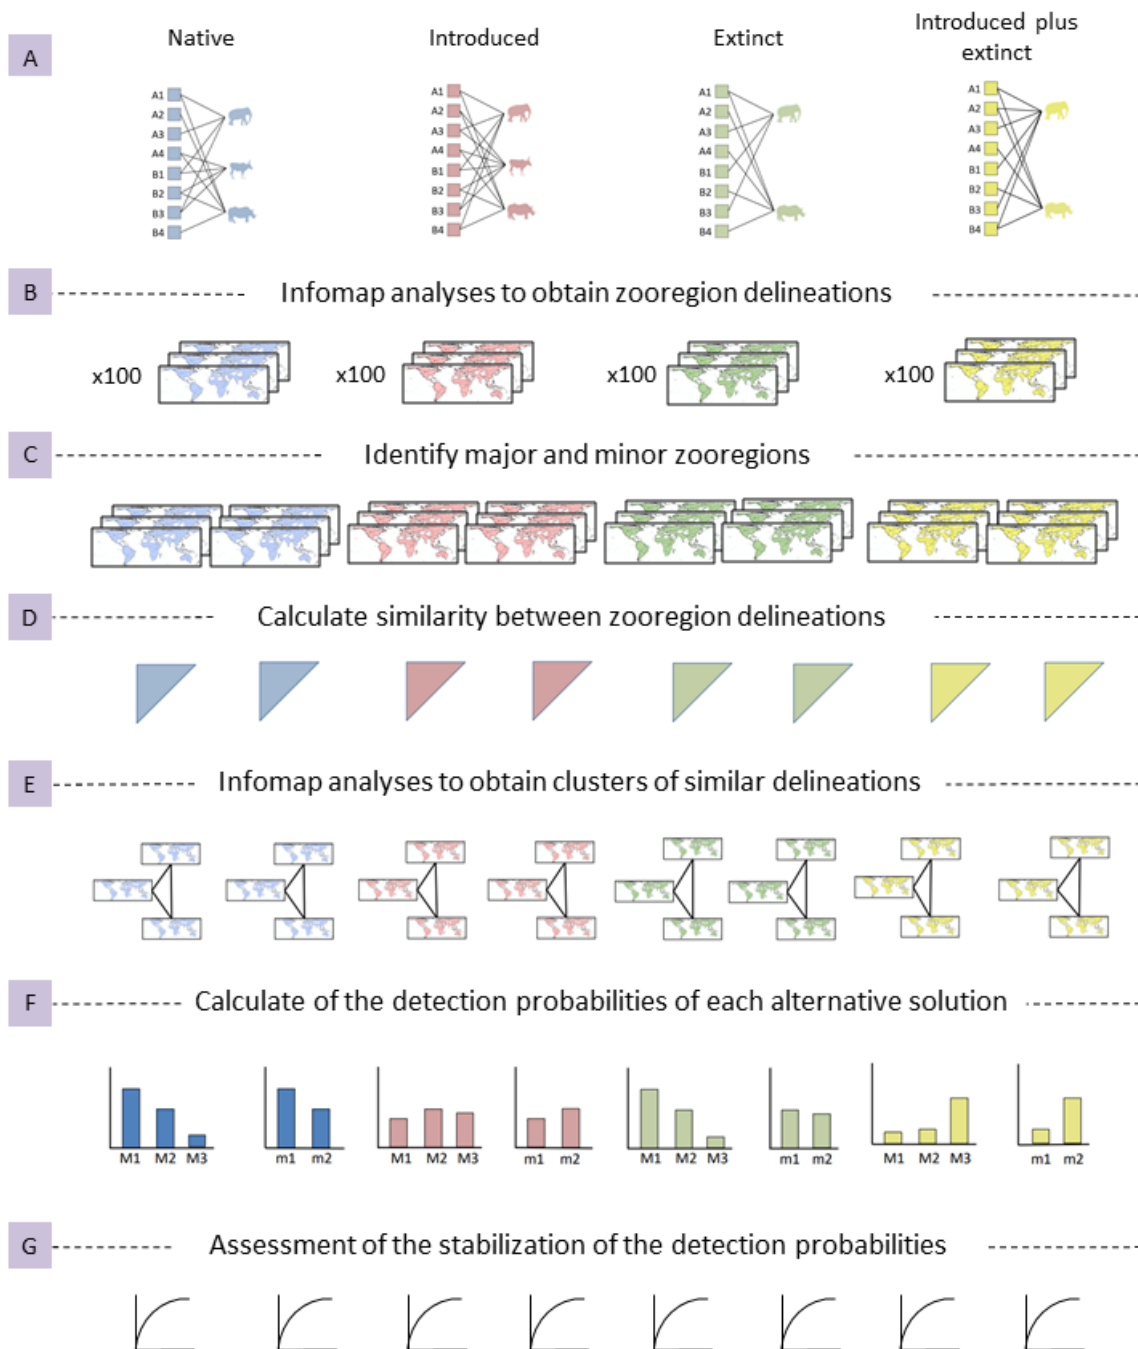 A
Native
Introduced
Extinct
Introduced plus
extinct
A1
A2
A3
A4
B1
B2
B3
B4
A1
A2
A3
A4
B1
B2
B3
B4
A1
A2
A3
A4
B1
B2
B3
B4
A1
A2
A3
A4
B1
B2
B3
B4
B
Infomap analyses to obtain zooregion delineations
x100
x100
x100
x100
C
Identify major and minor zooregions
D
Calculate similarity between zooregion delineations
E
Infomap analyses to obtain clusters of similar delineations
F
Calculate of the detection probabilities of each alternative solution
M1 M2 M3
m1 m2
M1 M2 M3
m1 m2
M1 M2 M3
m1 m2
M1 M2 M3
m1 m2
G
Assessment of the stabilization of the detection probabilities